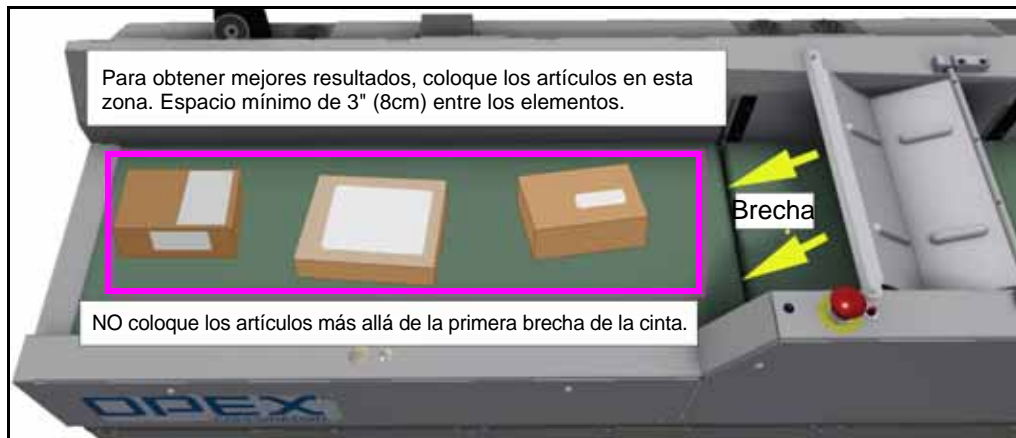 Para obtener mejores resultados, coloque los artículos en esta
zona. Espacio mínimo de 3" (8cm) entre los elementos.
Brecha
NO coloque los artículos más allá de la primera brecha de la cinta.
OPEX